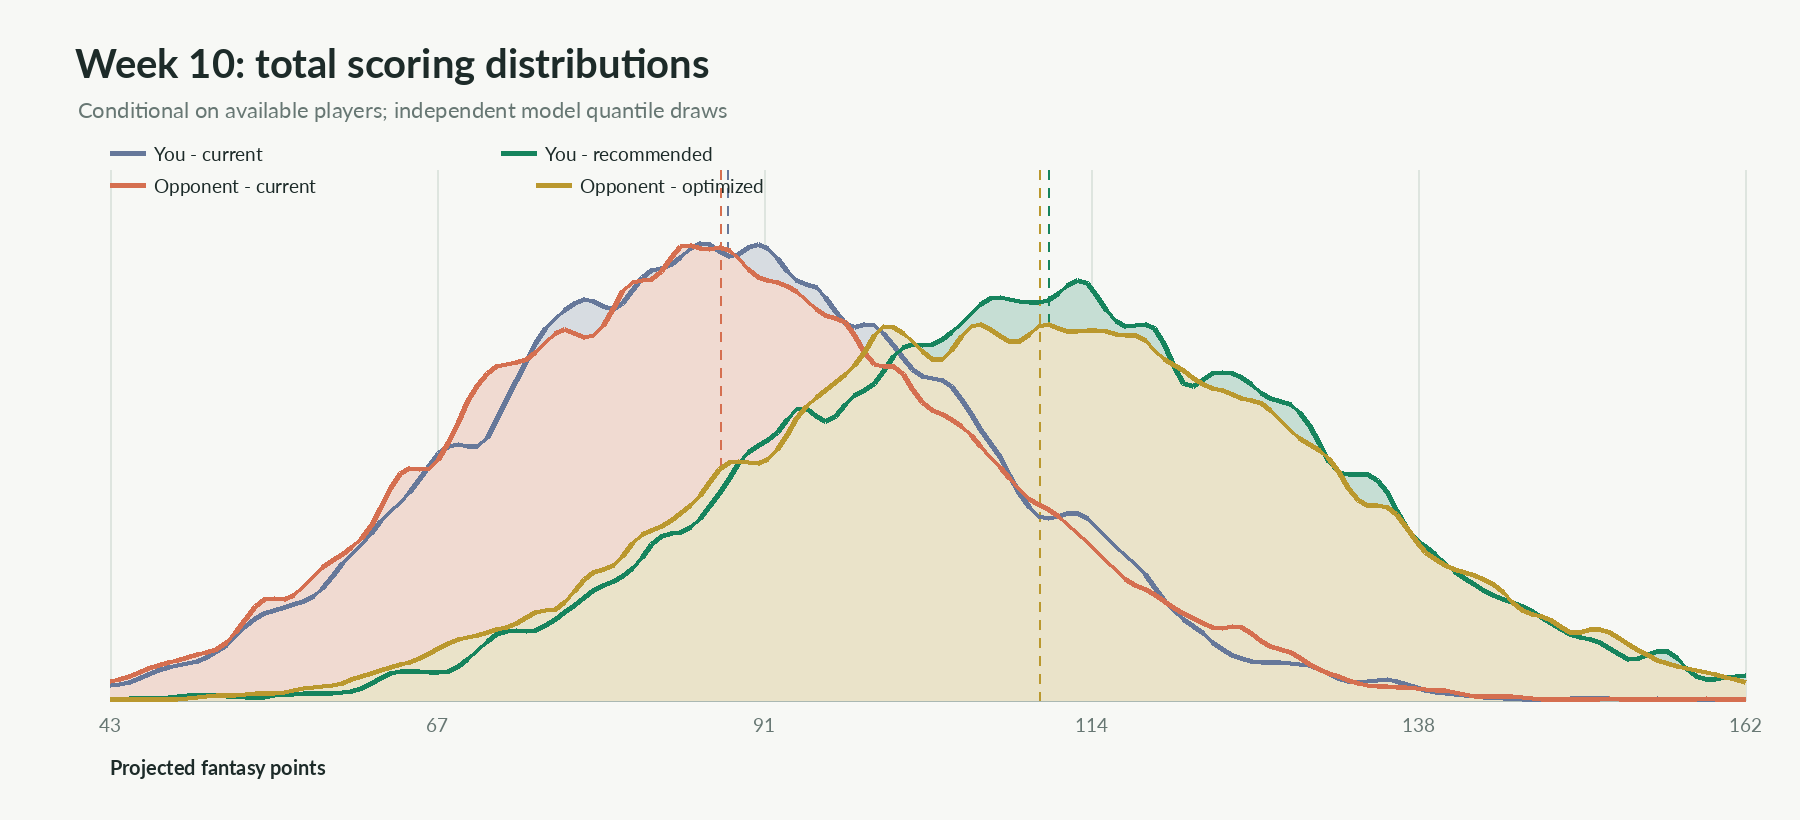 Week 10: total scoring distributions
Conditional on available players; independent model quantile draws
You - current
You - recommended
Opponent - current
Opponent - optimized
43 67 91 114 138 162
Projected fantasy points